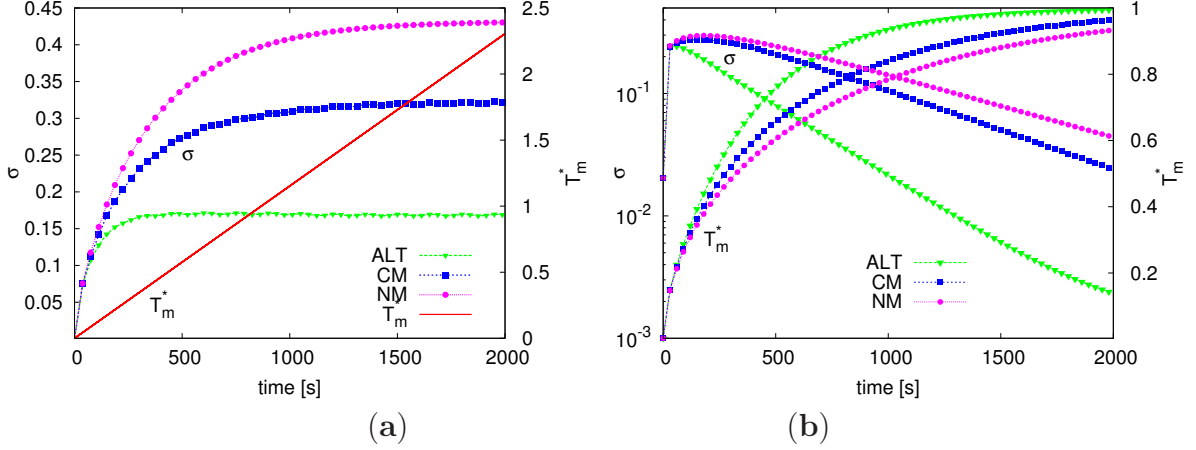 0.45
0.4
0.35
0.3
0.25
0.2
0.15
0.1
0.05
σ
0
500
1000
1500
2000
time [s]
2.5
2
1.5
1
0.5
0
T*m
σ
T*m
ALT
CM
NM
T*m
(a)
10-1
10-2
10-3
σ
0
500
1000
1500
2000
time [s]
1
0.8
0.6
0.4
0.2
T*m
σ
T*m
ALT
CM
NM
(b)